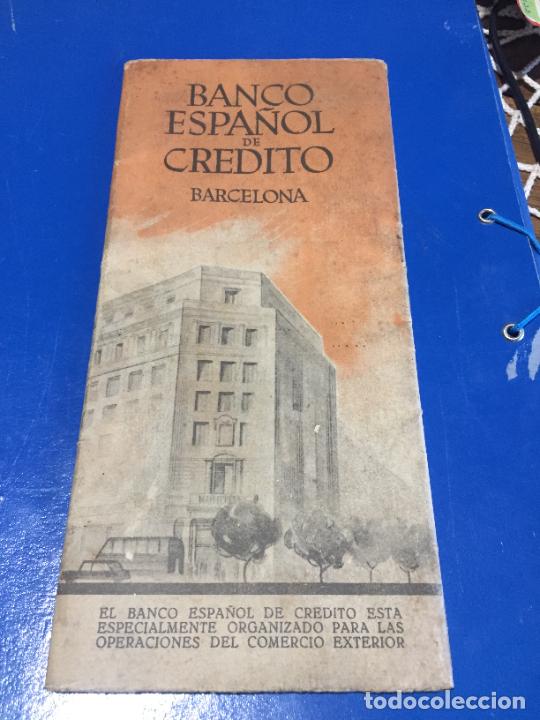 BANCO
ESPAÑOL
DE
CREDITO
BARCELONA
EL BANCO ESPAÑOL DE CREDITO ESTA
ESPECIALMENTE ORGANIZADO PARA LAS
OPERACIONES DEL COMERCIO EXTERIOR
todocoleccion.net